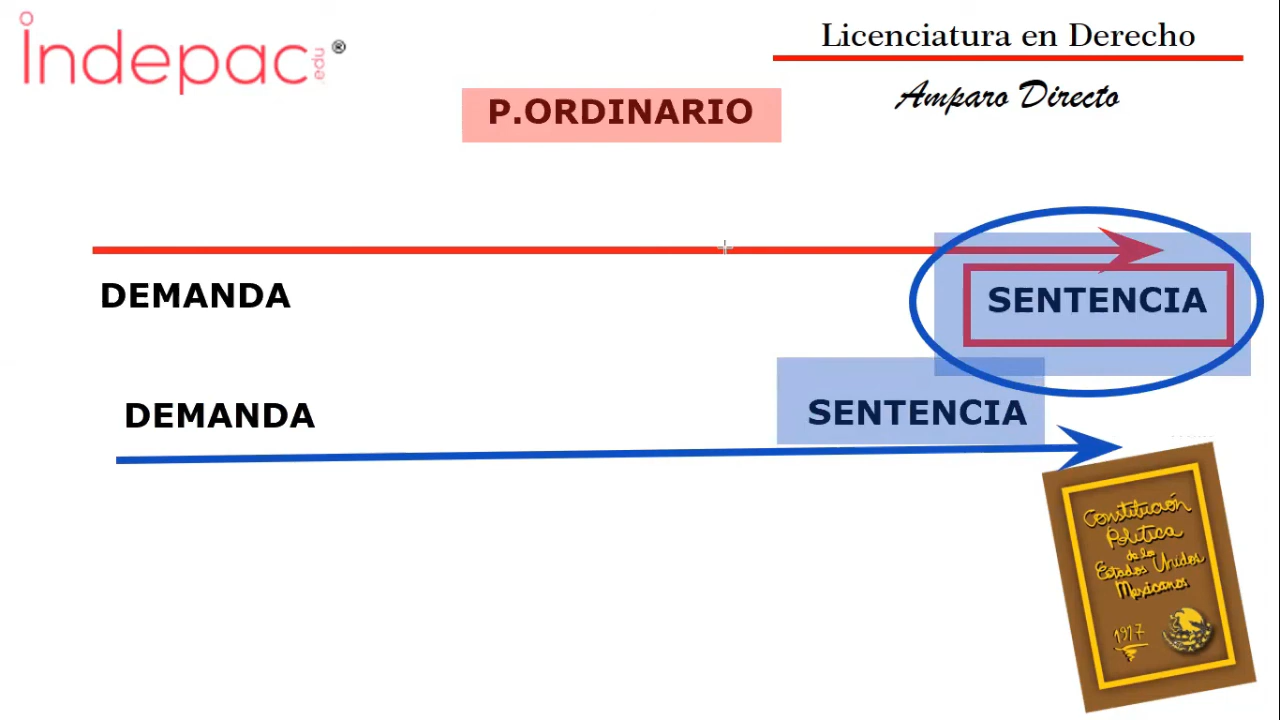 indepac.edu ®
Licenciatura en Derecho
Amparo Directo
P.ORDINARIO
DEMANDA
SENTENCIA
DEMANDA
SENTENCIA
Constitución
Política
de lo
Estados Unidos
Mexicanos
1917